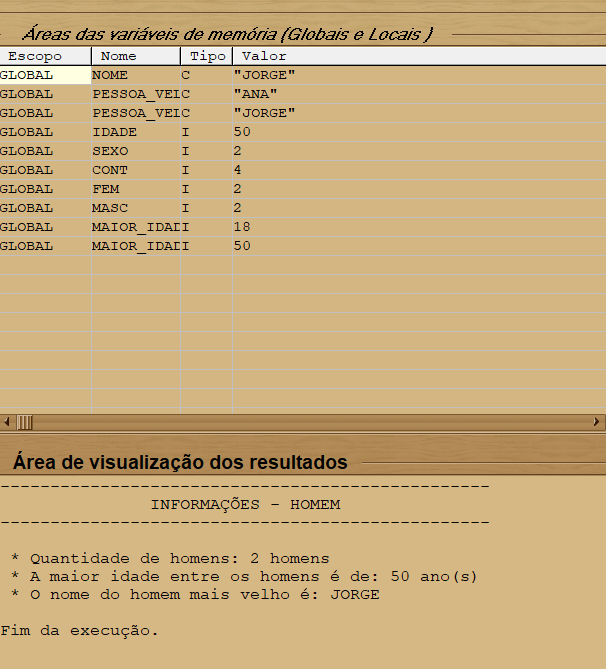 Áreas das variáveis de memória (Globais e Locais )
Escopo Nome Tipo Valor
GLOBAL NOME C "JORGE"
GLOBAL PESSOA_VELC "ANA"
GLOBAL PESSOA_VELC "JORGE"
GLOBAL IDADE I 50
GLOBAL SEXO I 2
GLOBAL CONT I 4
GLOBAL FEM I 2
GLOBAL MASC I 2
GLOBAL MAIOR_IDADI 18
GLOBAL MAIOR_IDADI 50
Área de visualização dos resultados
-------------------------------------------------
INFORMAÇÕES - HOMEM
-------------------------------------------------
* Quantidade de homens: 2 homens
* A maior idade entre os homens é de: 50 ano(s)
* O nome do homem mais velho é: JORGE
Fim da execução.